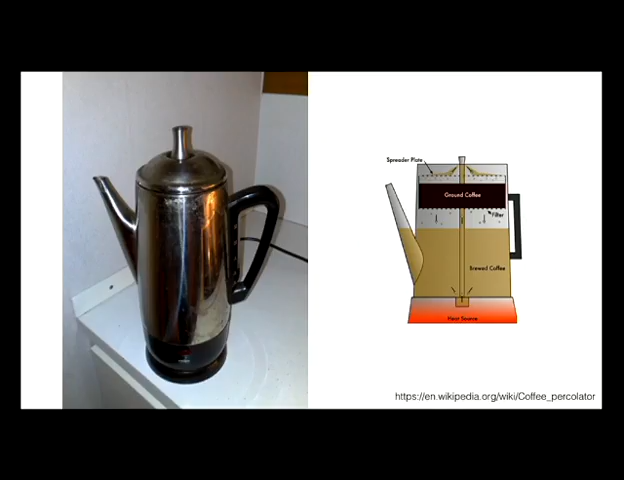 Spreader Plate
Ground Coffee
Filter
Brewed Coffee
Heat Source
https://en.wikipedia.org/wiki/Coffee_percolator